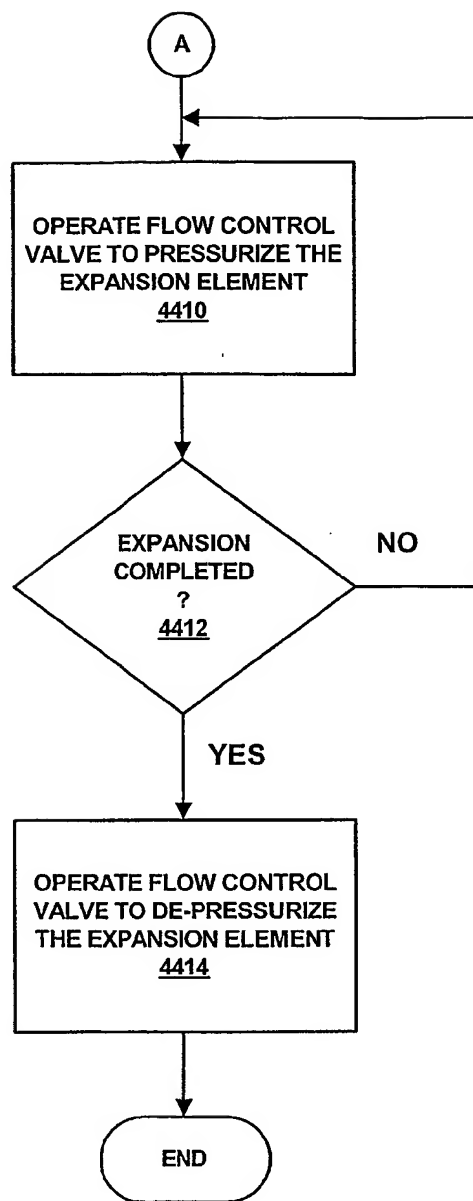 A
OPERATE FLOW CONTROL
VALVE TO PRESSURIZE THE
EXPANSION ELEMENT
4410
EXPANSION
COMPLETED
?
4412
NO
YES
OPERATE FLOW CONTROL
VALVE TO DE-PRESSURIZE
THE EXPANSION ELEMENT
4414
END